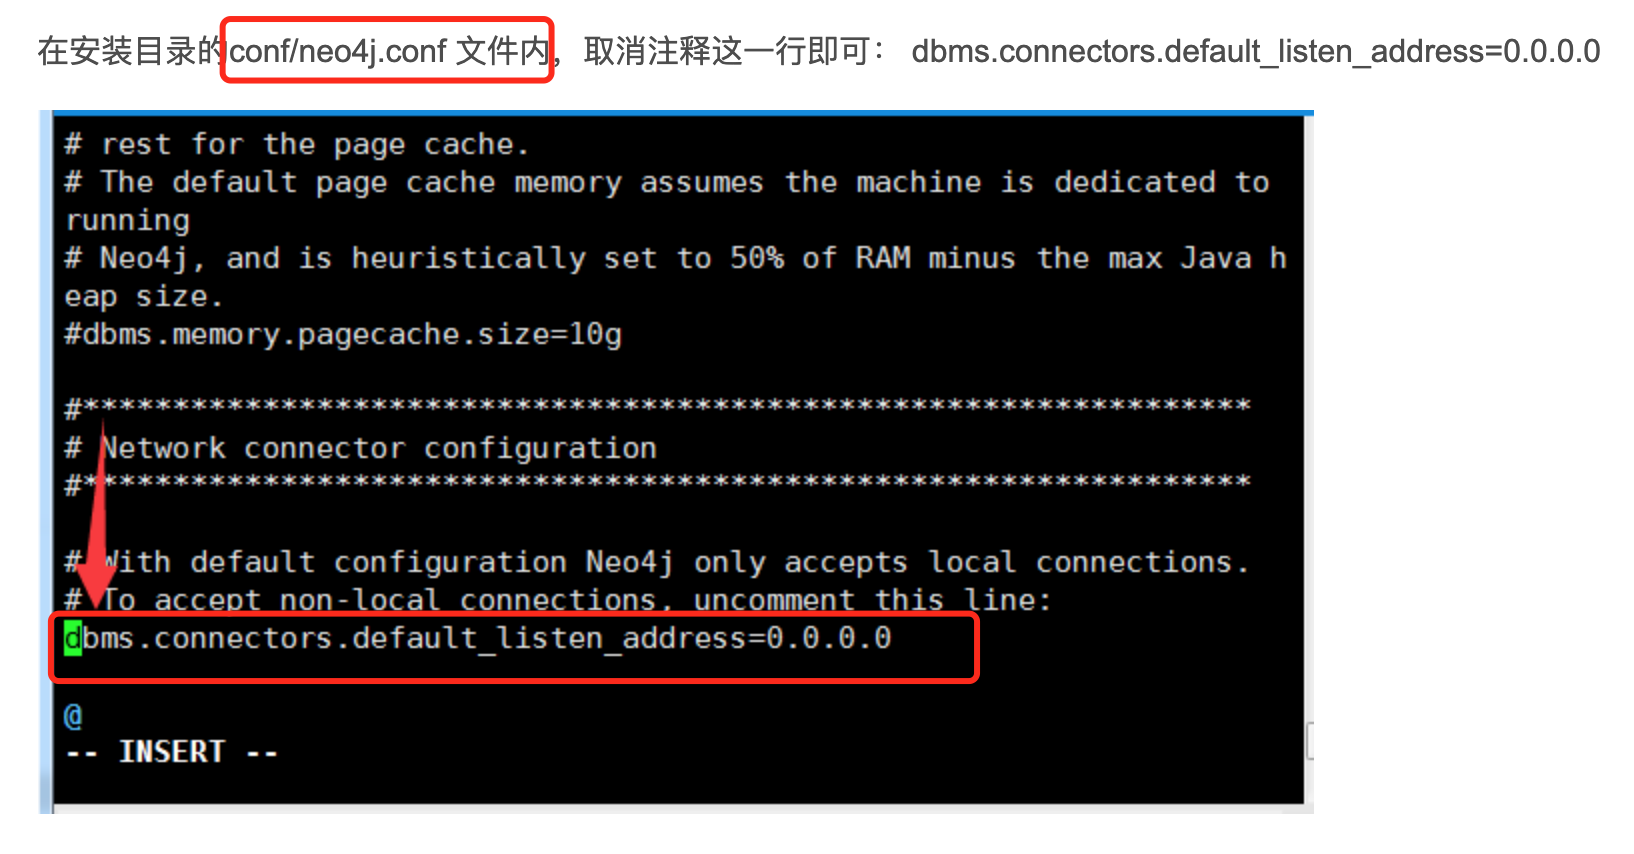 在安装目录的conf/neo4j.conf 文件内，取消注释这一行即可： dbms.connectors.default_listen_address=0.0.0.0
# rest for the page cache.
# The default page cache memory assumes the machine is dedicated to
running
# Neo4j, and is heuristically set to 50% of RAM minus the max Java h
eap size.
#dbms.memory.pagecache.size=10g
#*****************************************************************
# Network connector configuration
#*****************************************************************
# With default configuration Neo4j only accepts local connections.
# To accept non-local connections, uncomment this line:
dbms.connectors.default_listen_address=0.0.0.0
@
-- INSERT --